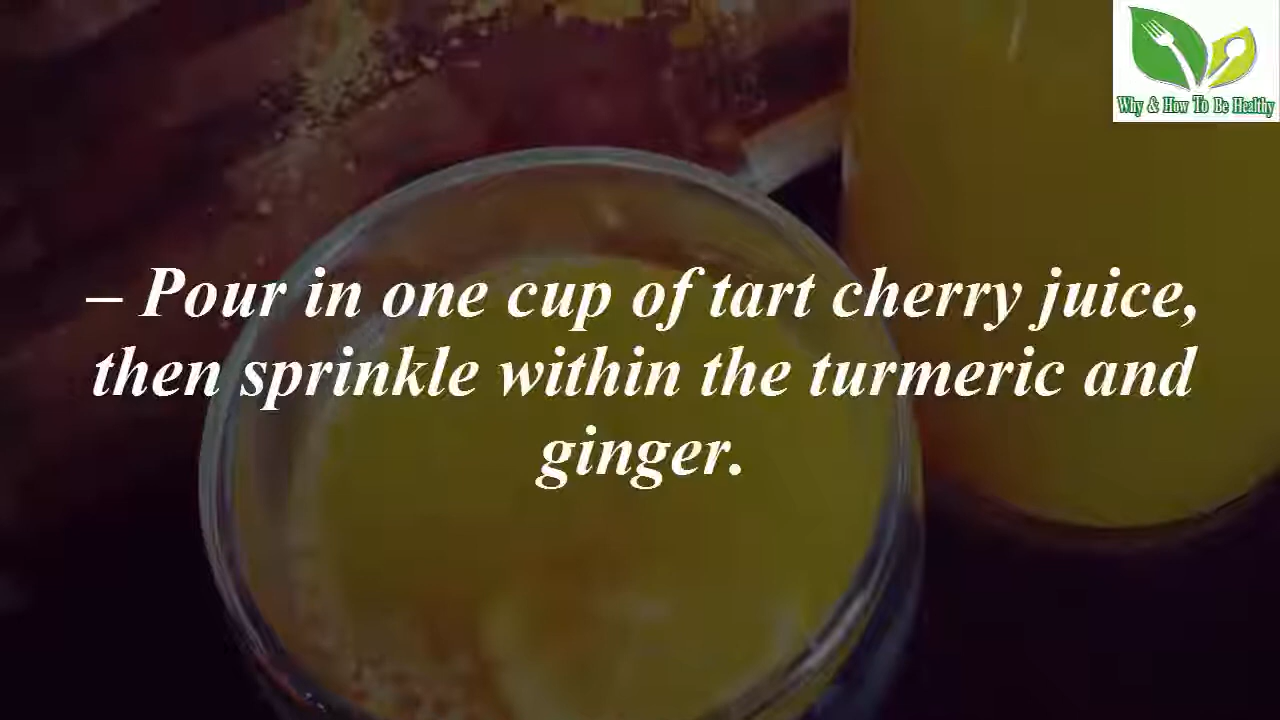 Why & How To Be Healthy
– Pour in one cup of tart cherry juice,
then sprinkle within the turmeric and
ginger.